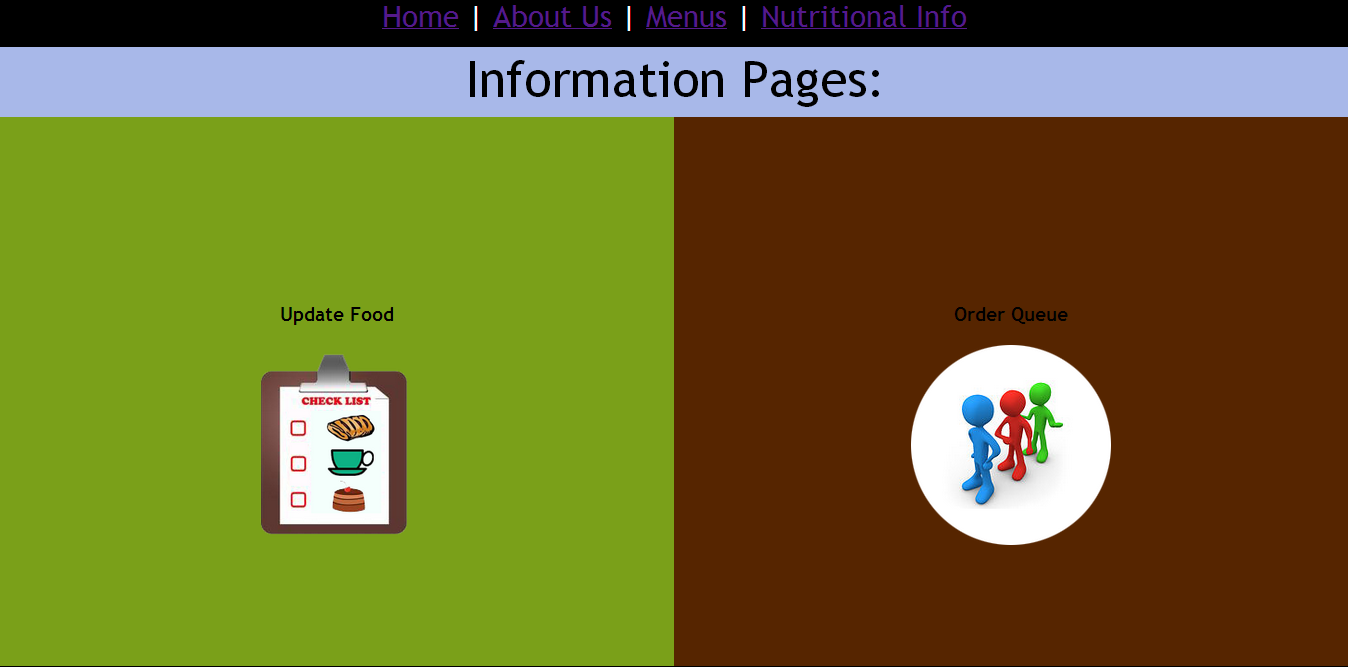 Home | About Us | Menus | Nutritional Info
Information Pages:
Update Food
Order Queue
CHECK LIST